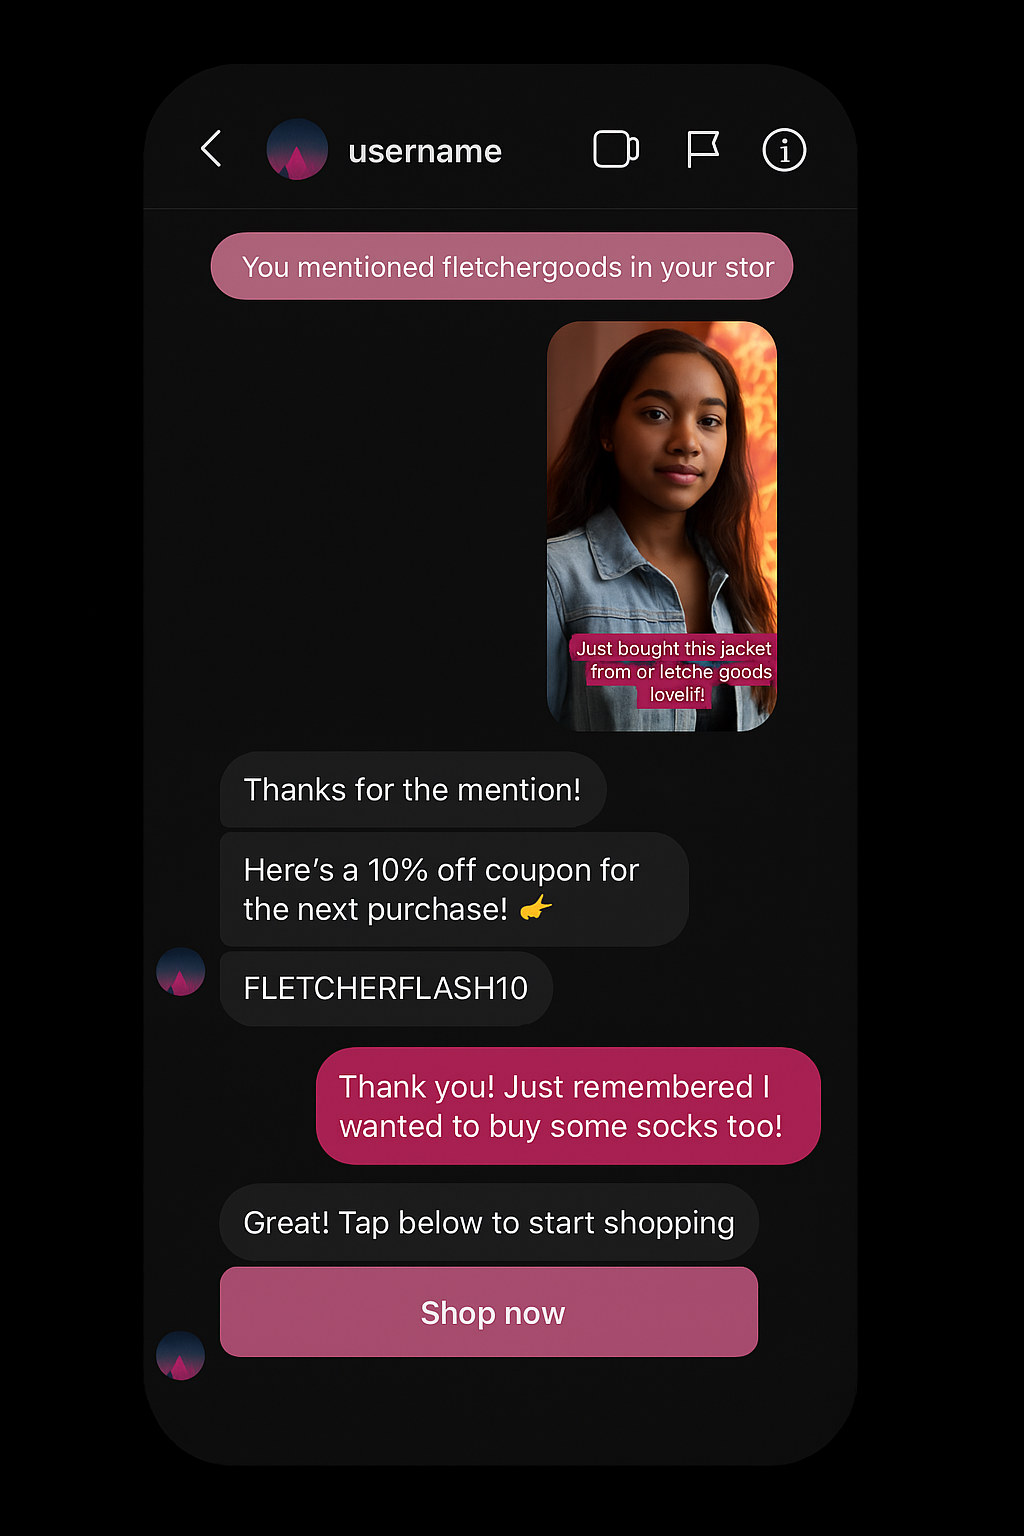 username
You mentioned fletchergoods in your stor
Just bought this jacket
from or letche goods
lovelif!
Thanks for the mention!
Here’s a 10% off coupon for
the next purchase! 👉
FLETCHERFLASH10
Thank you! Just remembered I
wanted to buy some socks too!
Great! Tap below to start shopping
Shop now